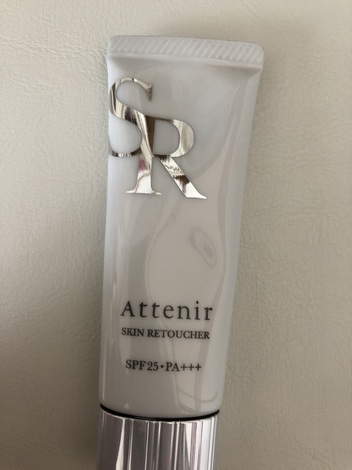 SR
Attenir
SKIN RETOUCHER
SPF25•PA+++